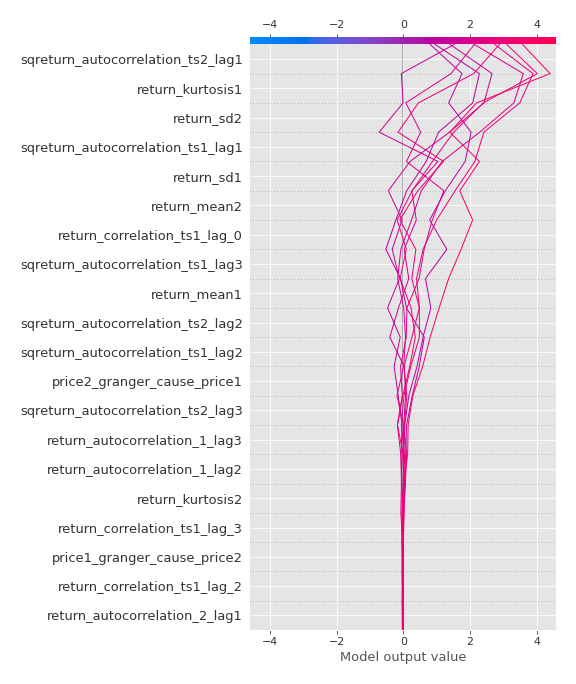 −4 −2 0 2 4
sqreturn_autocorrelation_ts2_lag1
return_kurtosis1
return_sd2
sqreturn_autocorrelation_ts1_lag1
return_sd1
return_mean2
return_correlation_ts1_lag_0
sqreturn_autocorrelation_ts1_lag3
return_mean1
sqreturn_autocorrelation_ts2_lag2
sqreturn_autocorrelation_ts1_lag2
price2_granger_cause_price1
sqreturn_autocorrelation_ts2_lag3
return_autocorrelation_1_lag3
return_autocorrelation_1_lag2
return_kurtosis2
return_correlation_ts1_lag_3
price1_granger_cause_price2
return_correlation_ts1_lag_2
return_autocorrelation_2_lag1
−4 −2 0 2 4
Model output value